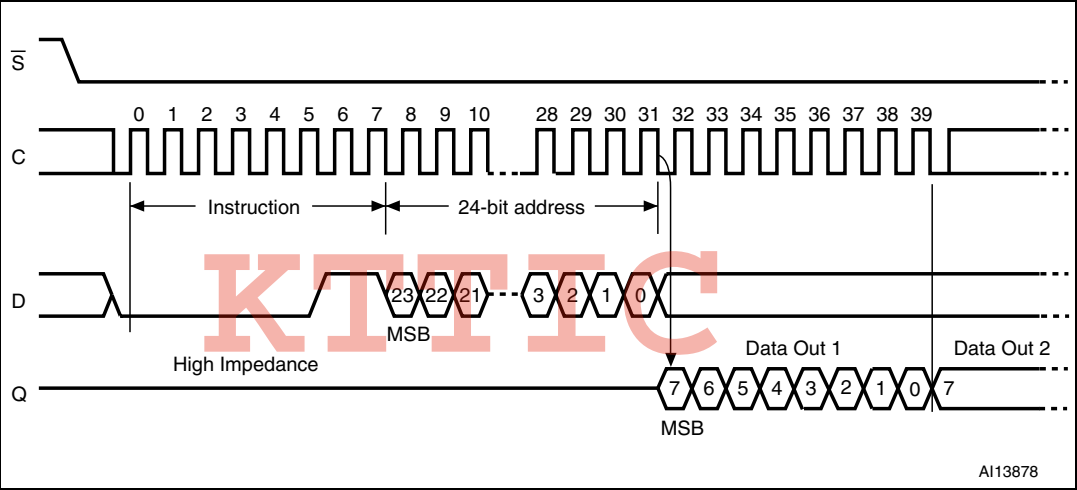 S
0 1 2 3 4 5 6 7 8 9 10 28 29 30 31 32 33 34 35 36 37 38 39
C
Instruction 24-bit address
KTTIC
D 23 22 21 3 2 1 0
MSB
High Impedance Data Out 1 Data Out 2
Q 7 6 5 4 3 2 1 0 7
MSB
AI13878